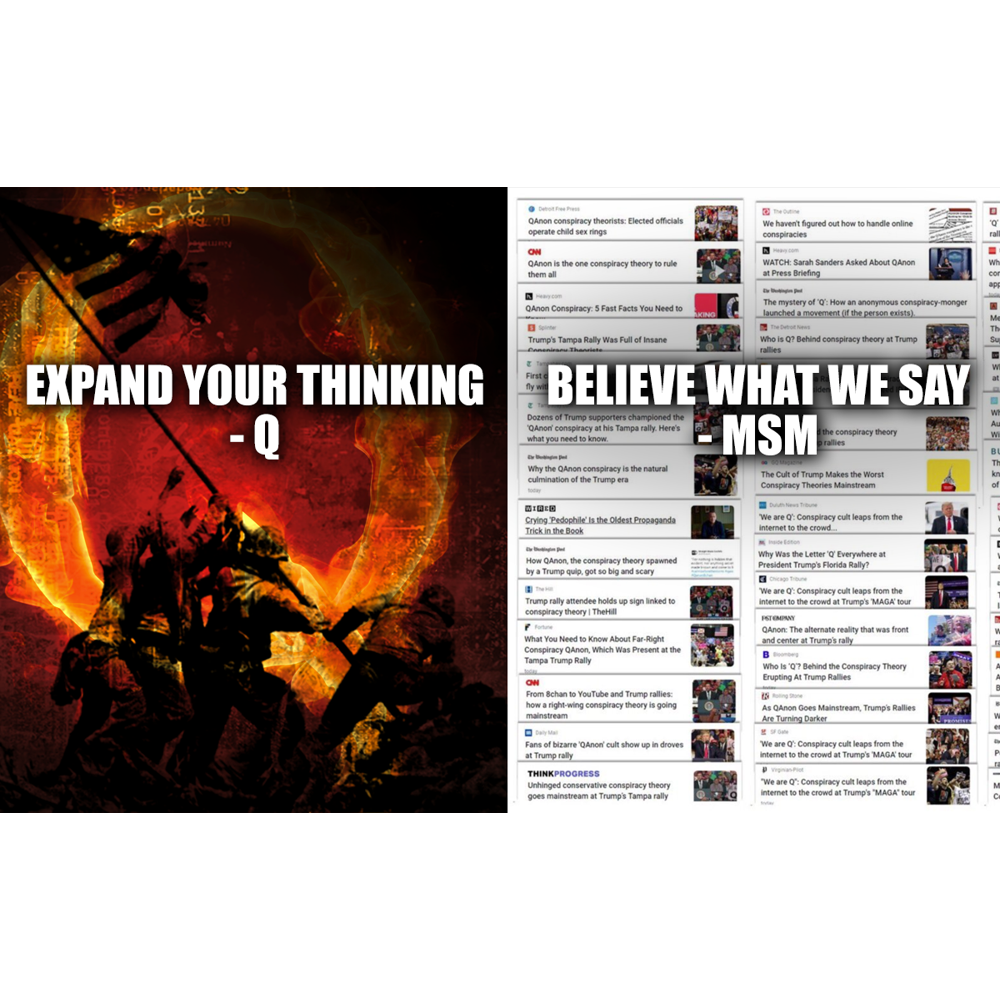 EXPAND YOUR THINKING
- Q
BELIEVE WHAT WE SAY
- MSM
Detroit Free Press
QAnon conspiracy theorists: Elected officials
operate child sex rings
CNN
QAnon is the one conspiracy theory to rule
them all
Heavy.com
QAnon Conspiracy: 5 Fast Facts You Need to
Splinter
Trump's Tampa Rally Was Full of Insane
Conspiracy Theorists
First
fly
Dozens of Trump supporters championed the
'QAnon' conspiracy at his Tampa rally. Here's
what you need to know.
The Washington Post
Why the QAnon conspiracy is the natural
culmination of the Trump era
today
WIRED
Crying 'Pedophile' Is the Oldest Propaganda
Trick in the Book
The Washington Post
How QAnon, the conspiracy theory spawned
by a Trump quip, got so big and scary
The Hill
Trump rally attendee holds up sign linked to
conspiracy theory | TheHill
Fortune
What You Need to Know About Far-Right
Conspiracy QAnon, Which Was Present at the
Tampa Trump Rally
today
CNN
From 8chan to YouTube and Trump rallies:
how a right-wing conspiracy theory is going
mainstream
Daily Mail
Fans of bizarre 'QAnon' cult show up in droves
at Trump rally
THINKPROGRESS
Unhinged conservative conspiracy theory
goes mainstream at Trump's Tampa rally
The Outline
We haven't figured out how to handle online
conspiracies
Heavy.com
WATCH: Sarah Sanders Asked About QAnon
at Press Briefing
The Washington Post
The mystery of 'Q': How an anonymous conspiracy-monger
launched a movement (if the person exists).
The Detroit News
Who is Q? Behind conspiracy theory at Trump
rallies
the conspiracy theory
rallies
The Cult of Trump Makes the Worst
Conspiracy Theories Mainstream
Duluth News Tribune
'We are Q': Conspiracy cult leaps from the
internet to the crowd...
Inside Edition
Why Was the Letter 'Q' Everywhere at
President Trump's Florida Rally?
Chicago Tribune
'We are Q': Conspiracy cult leaps from the
internet to the crowd at Trump's 'MAGA' tour
FAST COMPANY
QAnon: The alternate reality that was front
and center at Trump's rally
Bloomberg
Who Is 'Q'? Behind the Conspiracy Theory
Erupting At Trump Rallies
today
Rolling Stone
As QAnon Goes Mainstream, Trump's Rallies
Are Turning Darker
SF Gate
'We are Q': Conspiracy cult leaps from the
internet to the crowd at Trump's 'MAGA' tour
Virginian-Pilot
"We are Q": Conspiracy cult leaps from the
internet to the crowd at Trump's "MAGA" tour
today